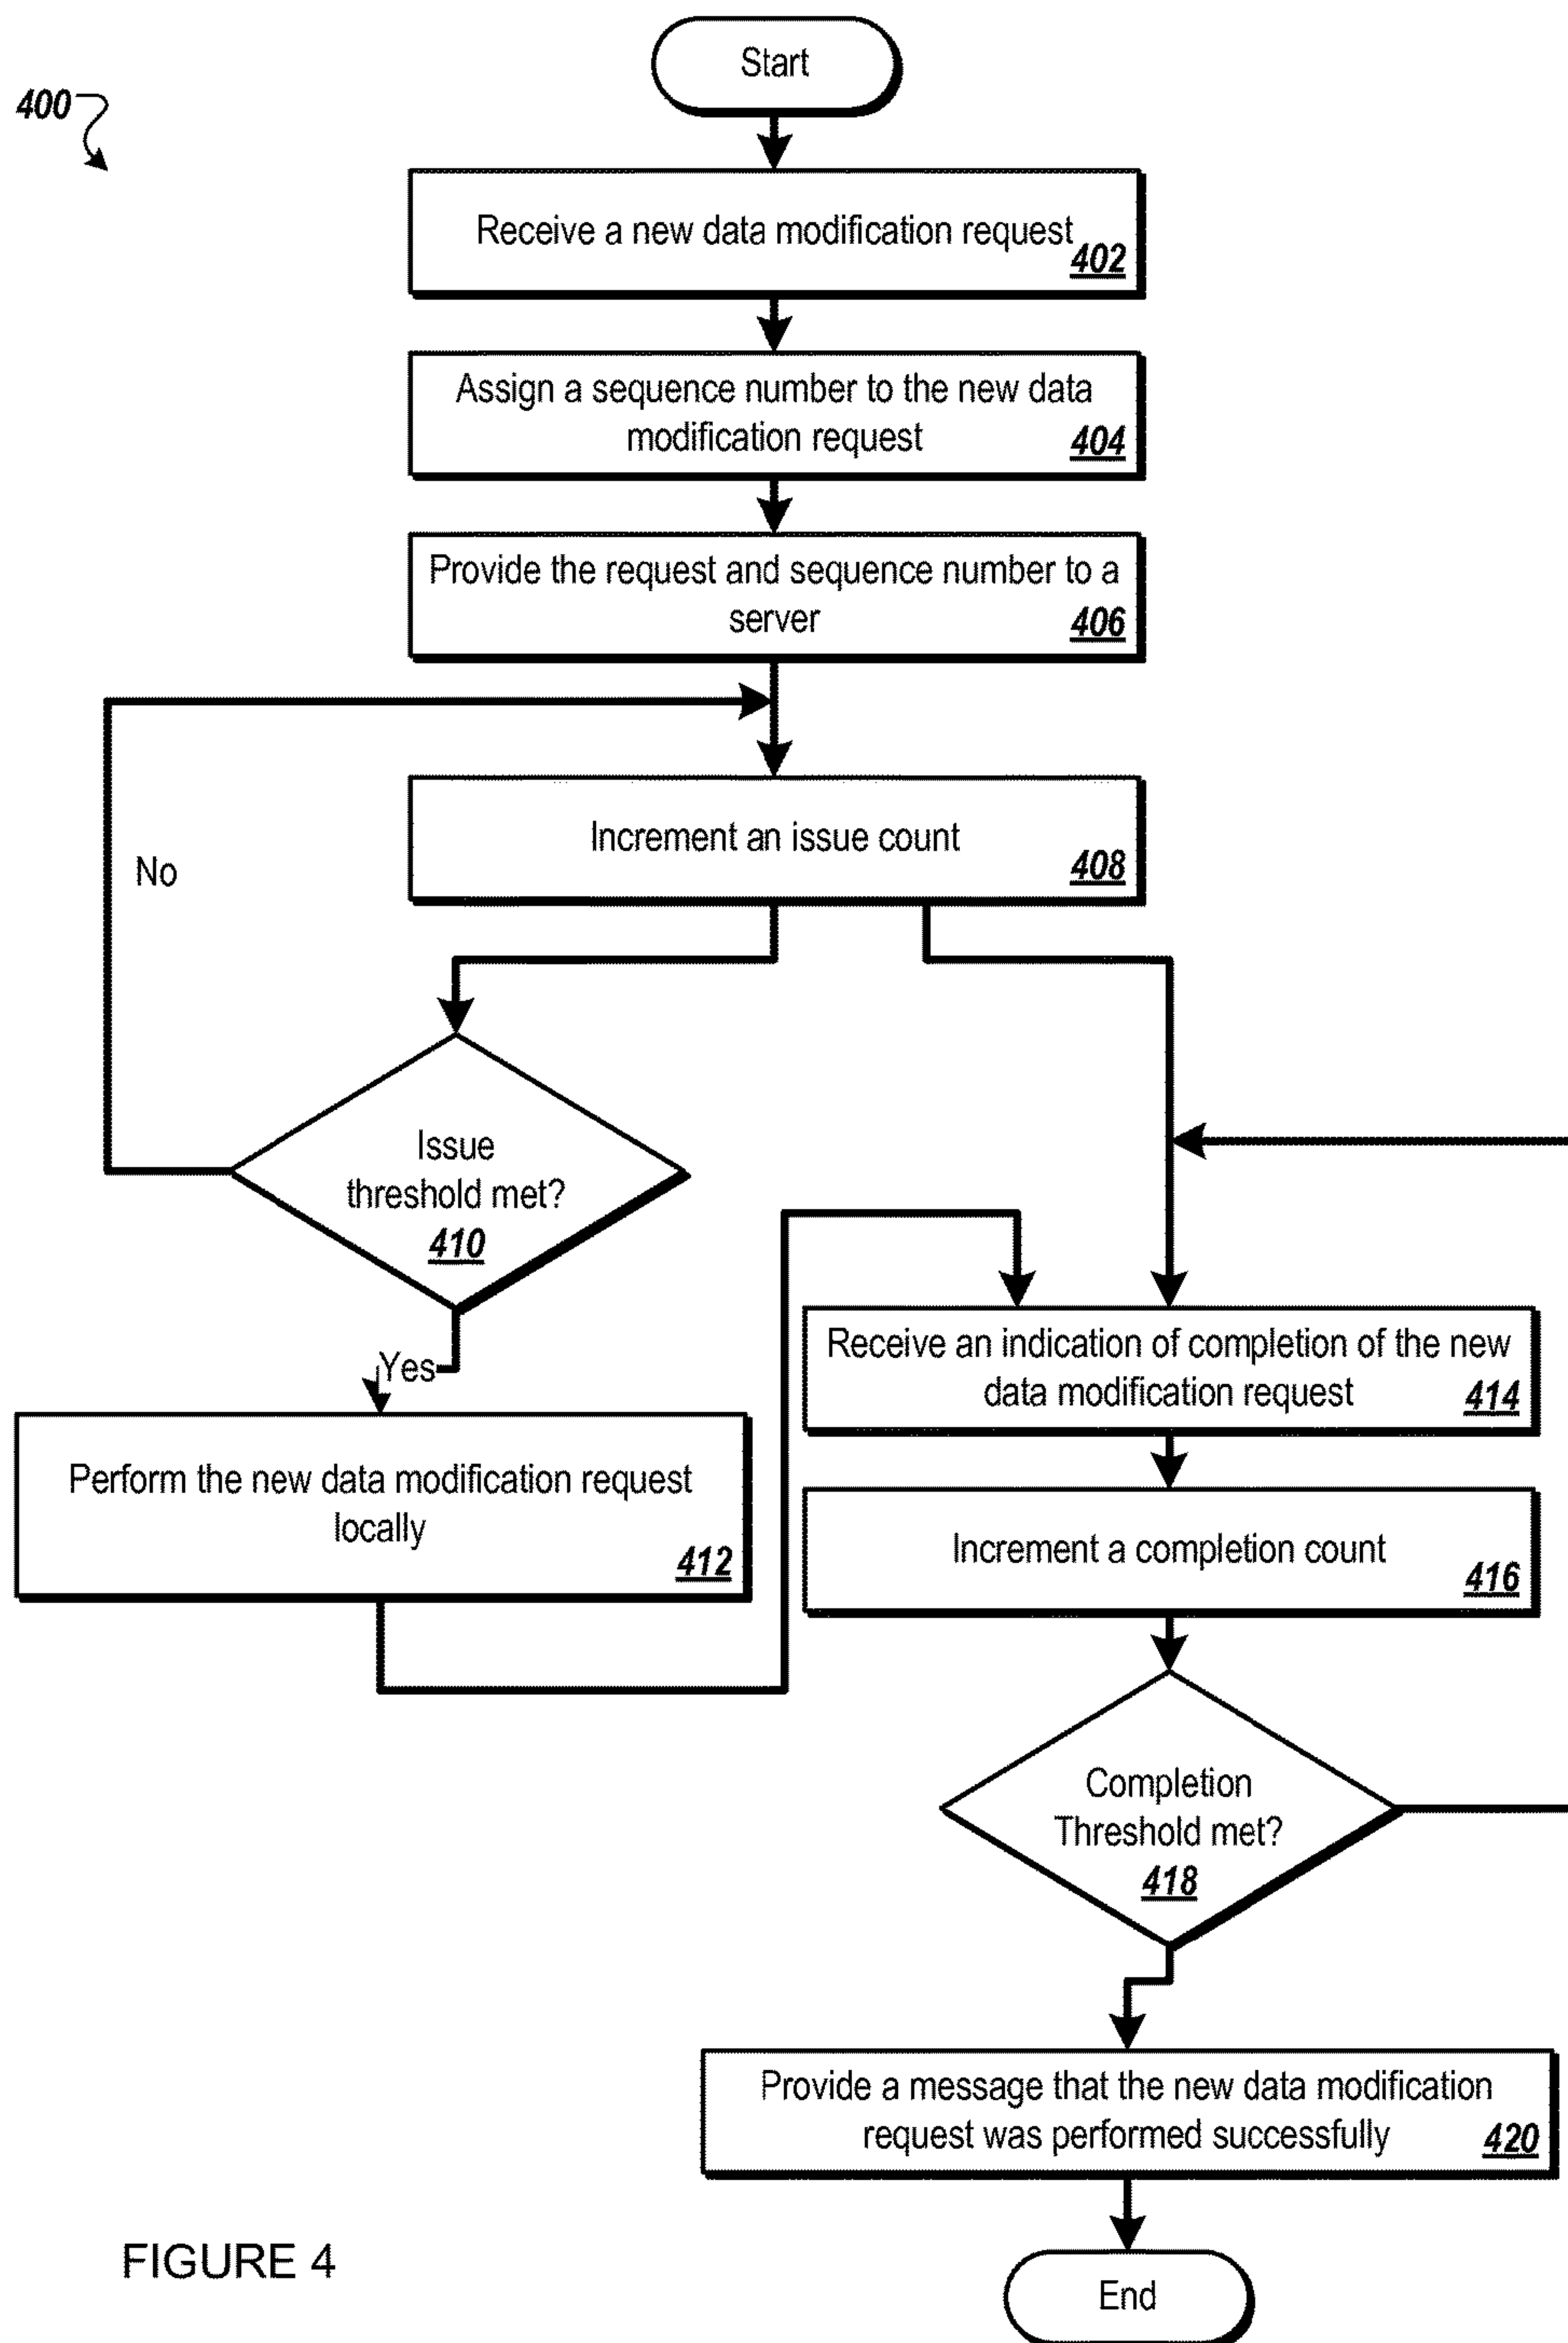 Start
400
Receive a new data modification request
402
Assign a sequence number to the new data
modification request
404
Provide the request and sequence number to a
server
406
Increment an issue count
408
No
Issue
threshold met?
410
Yes
Perform the new data modification request
locally
412
Receive an indication of completion of the new
data modification request
414
Increment a completion count
416
Completion
Threshold met?
418
Provide a message that the new data modification
request was performed successfully
420
End
FIGURE 4